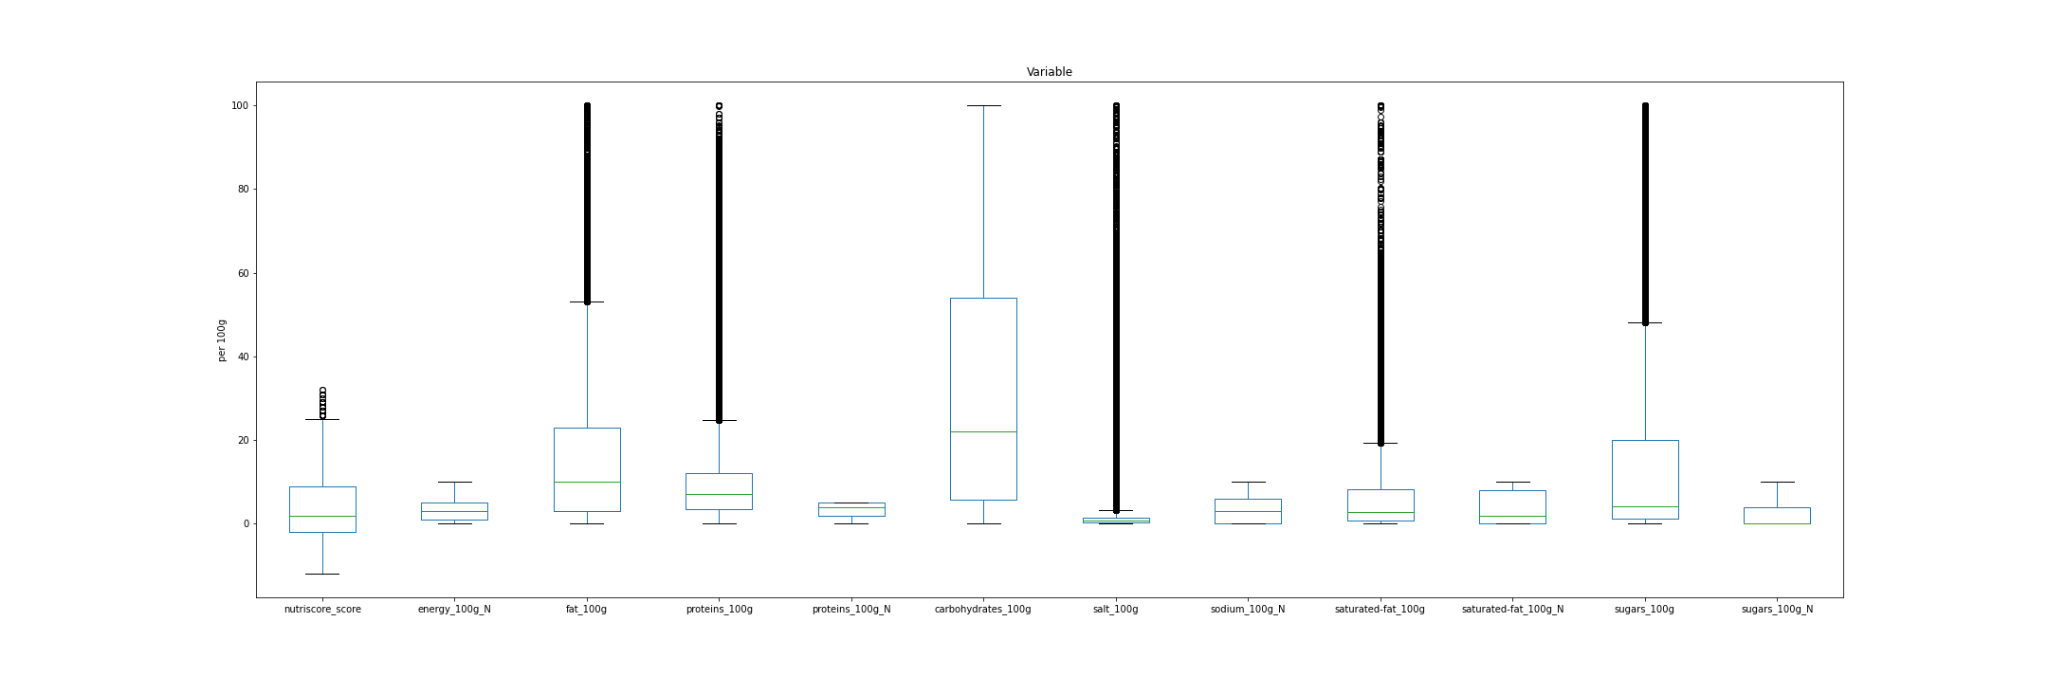 Variable
100
80
60
40
20
0
per 100g
nutriscore_score energy_100g_N fat_100g proteins_100g proteins_100g_N carbohydrates_100g salt_100g sodium_100g_N saturated-fat_100g saturated-fat_100g_N sugars_100g sugars_100g_N